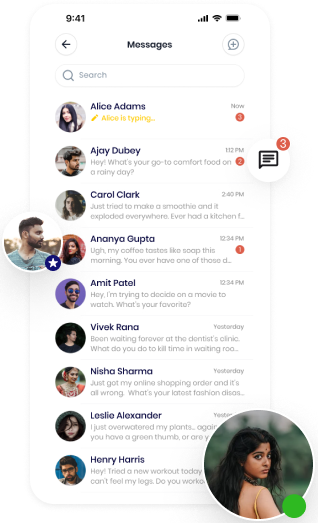 9:41
Messages
Search
Alice Adams
Now
Alice is typing...
3
Ajay Dubey
1:12 PM
Hey! What's your go-to comfort food on
2
a rainy day?
3
Carol Clark
2:40 PM
Just tried to make a smoothie and it
exploded everywhere. Ever had a kitchen f...
Ananya Gupta
12:34 PM
Ugh, my coffee tastes like soap this
1
morning. You ever have one of those d...
Amit Patel
12:34 PM
Hey, I'm trying to decide on a movie to
watch. What's your favorite?
Vivek Rana
Yesterday
Been waiting forever at the dentist's clinic.
What do you do to kill time in waiting roo...
Nisha Sharma
Yesterday
Just got my online shopping order and it's
all wrong. What's your latest fashion disas...
Leslie Alexander
I just overwatered my plants... again
you have a green thumb, or are y
Henry Harris
Hey! Tried a new workout today
can't feel my legs. Do you worko